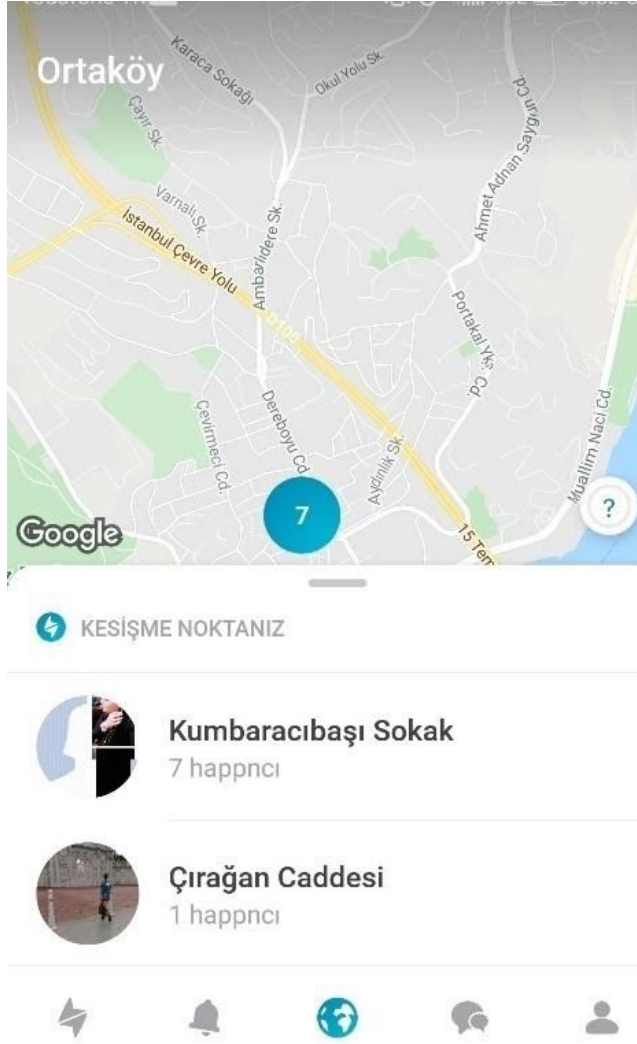 Ortaköy
Karaca Sokağı
Okul Yolu Sk.
Çayır Sk.
Ahmet Adnan Saygun Cd.
Varnalı Sk.
İstanbul Çevre Yolu
Ambarlıdere Sk.
D100
Portakal Yks. Cd.
Dereboyu Cd.
Çevirmeci Cd.
Aydınlık Sk.
Muallim Naci Cd.
7
?
Google
15 Tem
KESİŞME NOKTANIZ
Kumbaracıbaşı Sokak
7 happncı
Çırağan Caddesi
1 happncı